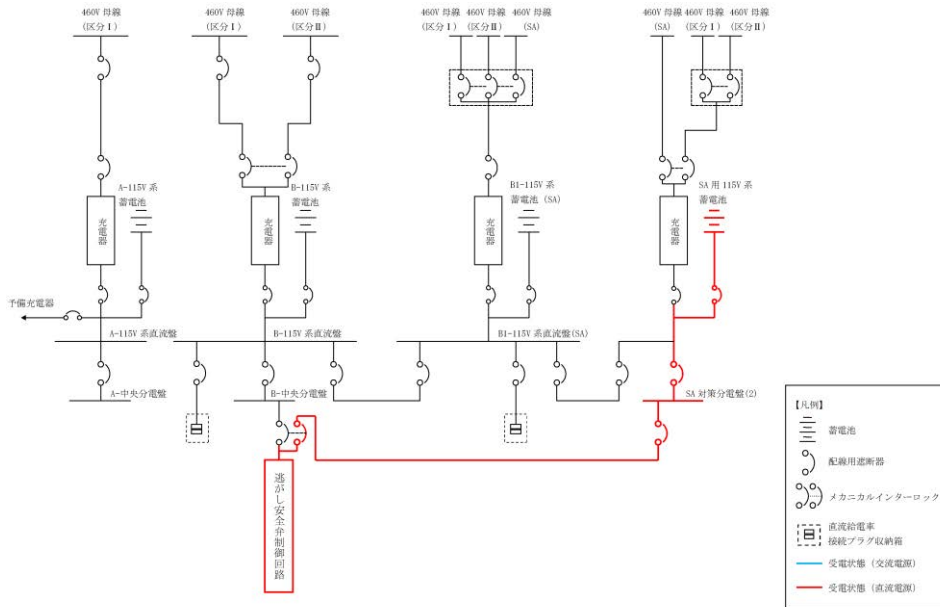 460V 母線
(区分Ⅰ)
460V 母線
(区分Ⅰ)
460V 母線
(区分Ⅲ)
460V 母線
(区分Ⅰ)
460V 母線
(区分Ⅲ)
460V 母線
(SA)
460V 母線
(SA)
460V 母線
(区分Ⅰ)
460V 母線
(区分Ⅱ)
A-115V 系
蓄電池
B-115V 系
蓄電池
B1-115V 系
蓄電池 (SA)
SA 用 115V 系
蓄電池
充電器
充電器
充電器
充電器
予備充電器
A-115V 系直流盤
B-115V 系直流盤
B1-115V 系直流盤(SA)
A-中央分電盤
B-中央分電盤
SA 対策分電盤(2)
逃がし安全弁制御回路
【凡例】
蓄電池
配線用遮断器
メカニカルインターロック
直流給電車
接続プラグ収納箱
受電状態 (交流電源)
受電状態 (直流電源)